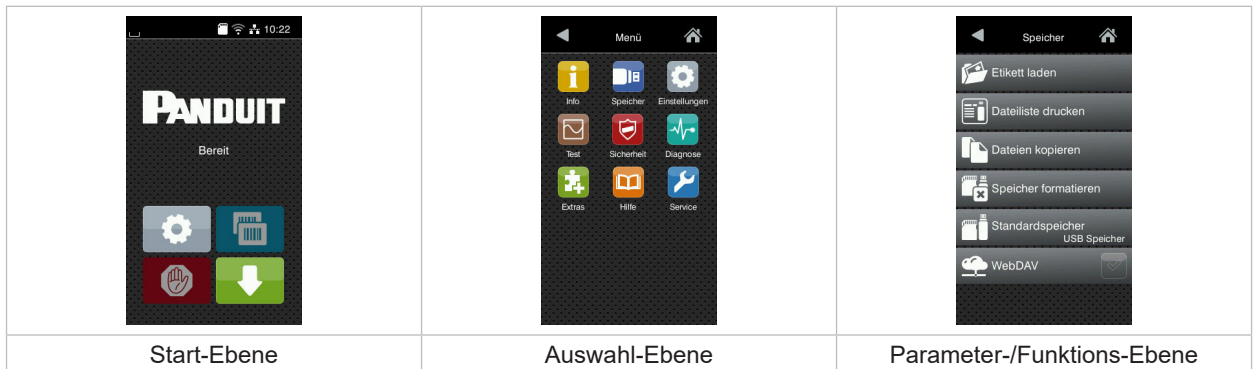 10:22
PANDUIT
Bereit
Start-Ebene
Menü
Info Speicher Einstellungen
Test Sicherheit Diagnose
Extras Hilfe Service
Auswahl-Ebene
Speicher
Etikett laden
Dateiliste drucken
Dateien kopieren
Speicher formatieren
Standardspeicher
USB Speicher
WebDAV
Parameter-/Funktions-Ebene